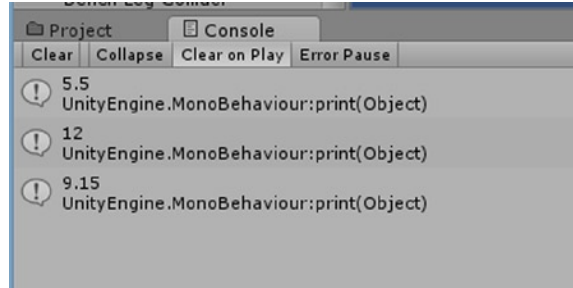 Project
Console
Clear
Collapse
Clear on Play
Error Pause
5.5
UnityEngine.MonoBehaviour:print(Object)
12
UnityEngine.MonoBehaviour:print(Object)
9.15
UnityEngine.MonoBehaviour:print(Object)